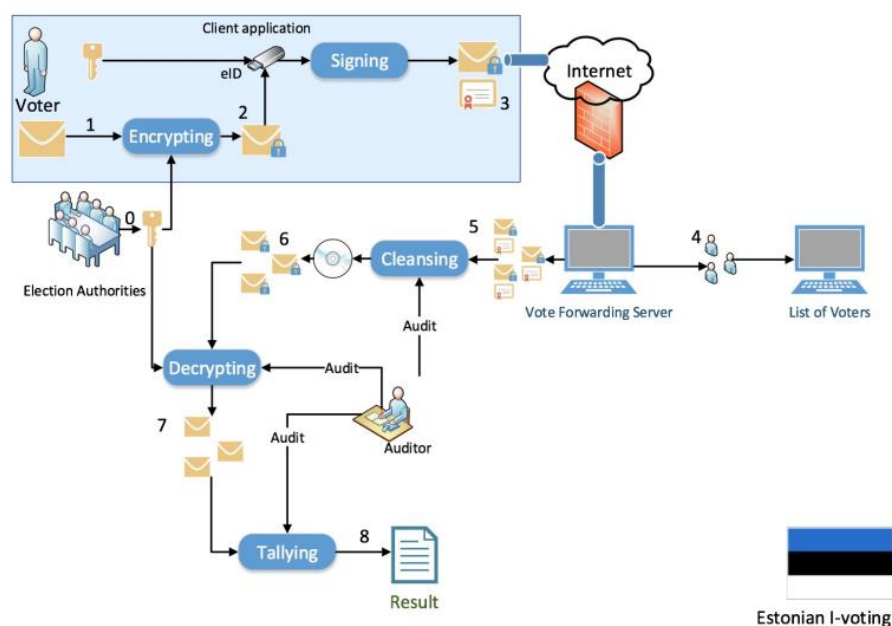 Client application
Voter
eID
Signing
Internet
1
Encrypting
2
3
0
Election Authorities
6
Cleansing
5
4
Vote Forwarding Server
List of Voters
Audit
Decrypting
Audit
7
Audit
Auditor
Tallying
8
Result
Estonian I-voting